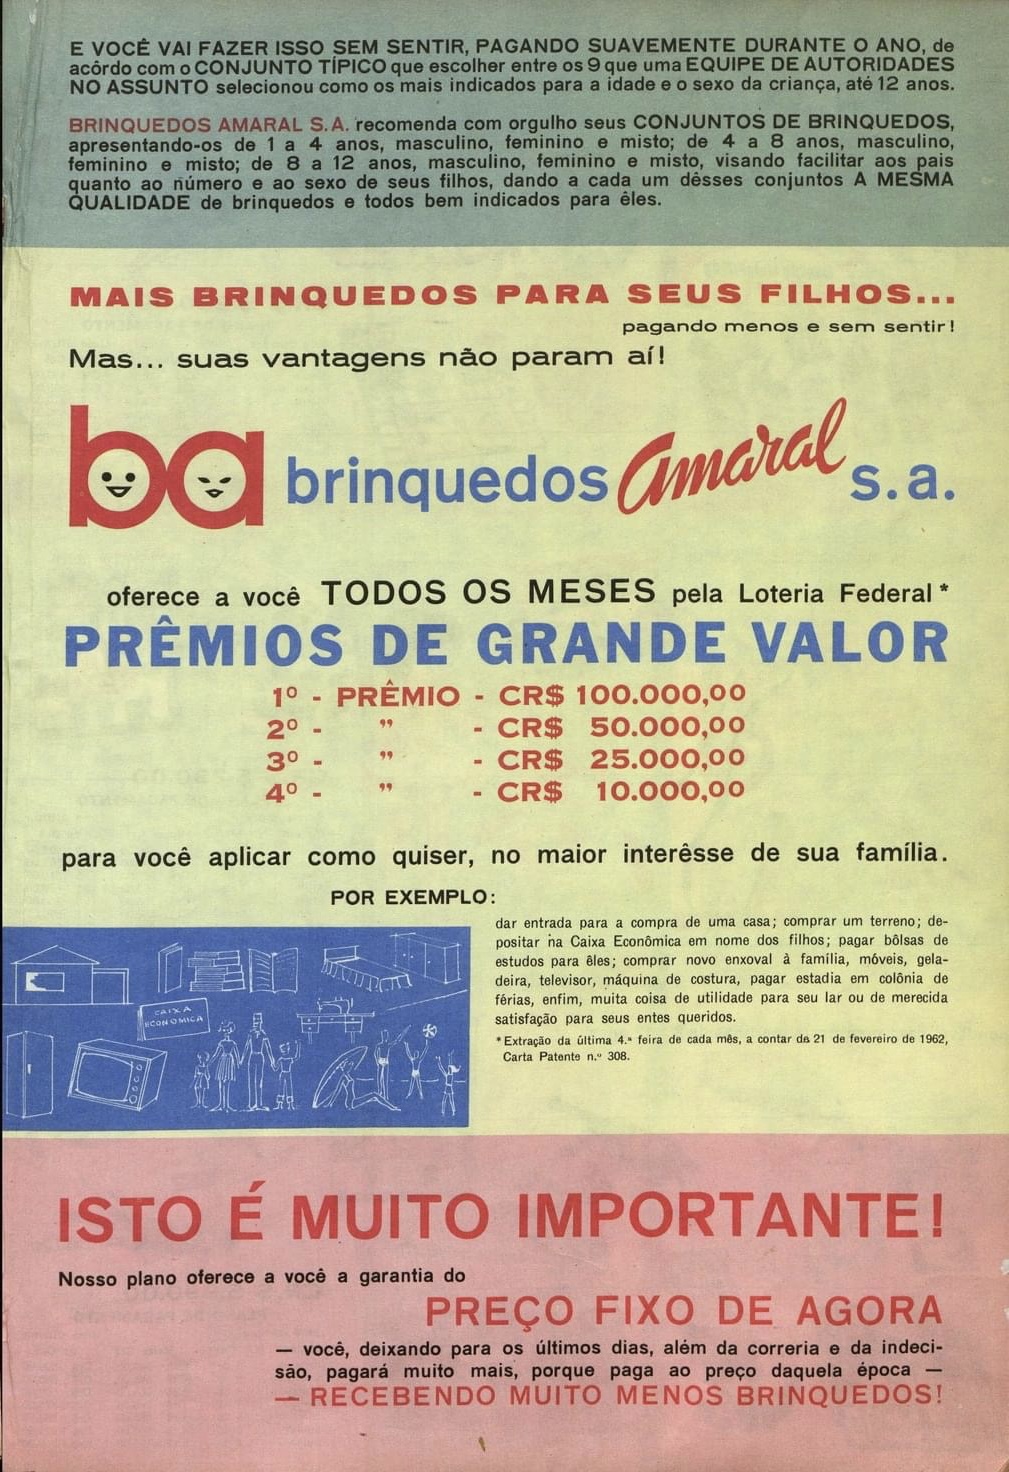 E VOCÊ VAI FAZER ISSO SEM SENTIR, PAGANDO SUAVEMENTE DURANTE O ANO, de
acôrdo com o CONJUNTO TÍPICO que escolher entre os 9 que uma EQUIPE DE AUTORIDADES
NO ASSUNTO selecionou como os mais indicados para a idade e o sexo da criança, até 12 anos.
BRINQUEDOS AMARAL S.A. recomenda com orgulho seus CONJUNTOS DE BRINQUEDOS,
apresentando-os de 1 a 4 anos, masculino, feminino e misto; de 4 a 8 anos, masculino,
feminino e misto; de 8 a 12 anos, masculino, feminino e misto, visando facilitar aos pais
quanto ao número e ao sexo de seus filhos, dando a cada um dêsses conjuntos A MESMA
QUALIDADE de brinquedos e todos bem indicados para êles.
MAIS BRINQUEDOS PARA SEUS FILHOS...
pagando menos e sem sentir!
Mas... suas vantagens não param aí!
ba brinquedos Amaral s.a.
oferece a você TODOS OS MESES pela Loteria Federal*
PRÊMIOS DE GRANDE VALOR
1º - PRÊMIO - CR$ 100.000,00
2º - " - CR$ 50.000,00
3º - " - CR$ 25.000,00
4º - " - CR$ 10.000,00
para você aplicar como quiser, no maior interêsse de sua família.
POR EXEMPLO:
dar entrada para a compra de uma casa; comprar um terreno; de-
positar na Caixa Econômica em nome dos filhos; pagar bôlsas de
estudos para êles; comprar novo enxoval à família, móveis, gela-
deira, televisor, máquina de costura, pagar estadia em colônia de
férias, enfim, muita coisa de utilidade para seu lar ou de merecida
satisfação para seus entes queridos.
*Extração da última 4.ª feira de cada mês, a contar de 21 de fevereiro de 1962,
Carta Patente n.º 308.
CAIXA
ECONOMICA
ISTO É MUITO IMPORTANTE!
Nosso plano oferece a você a garantia do
PREÇO FIXO DE AGORA
— você, deixando para os últimos dias, além da correria e da indeci-
são, pagará muito mais, porque paga ao preço daquela época —
— RECEBENDO MUITO MENOS BRINQUEDOS!